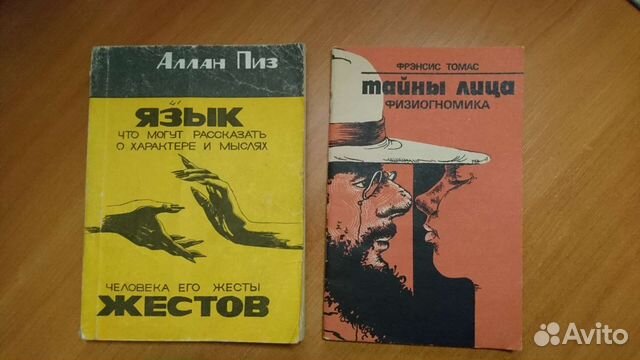 Аллан Пиз
ЯЗЫК
ЧТО МОГУТ РАССКАЗАТЬ
О ХАРАКТЕРЕ И МЫСЛЯХ
ЧЕЛОВЕКА ЕГО ЖЕСТЫ
ЖЕСТОВ
ФРЭНСИС ТОМАС
тайны лица
ФИЗИОГНОМИКА
Avito